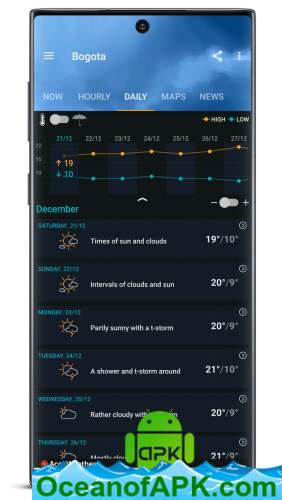 Bogota
NOW HOURLY DAILY MAPS NEWS
HIGH LOW
21/12 22/12 23/12 24/12 25/12 26/12 27/12
22
16
10
↑ 19
↓ 10
− +
December
SATURDAY, 21/12
Times of sun and clouds 19°/10°
SUNDAY, 22/12
Intervals of clouds and sun 20°/9°
MONDAY, 23/12
Partly sunny with a t-storm 20°/9°
TUESDAY, 24/12
A shower and t-storm around 21°/10°
WEDNESDAY, 25/12
Rather cloudy with a t-storm 20°/9°
THURSDAY, 26/12
Mostly cloudy 21°/9°
AccuWeather
APK
OceanofAPK.com